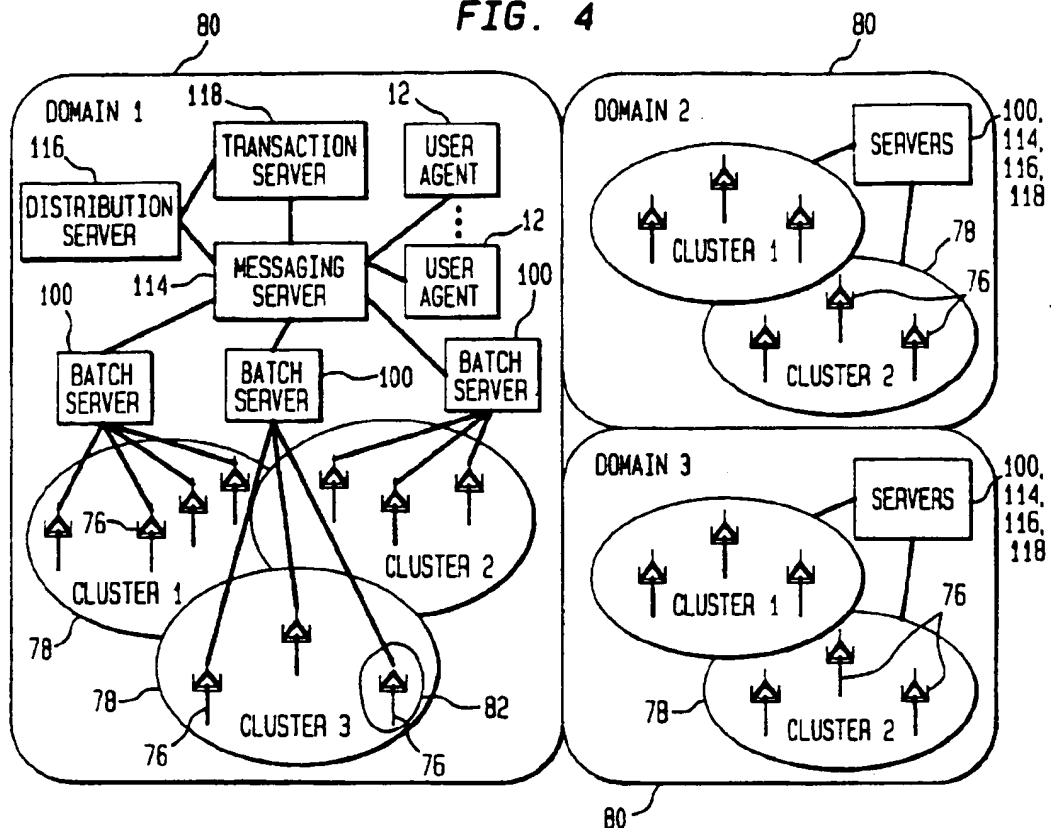 FIG. 4
80
80
DOMAIN 1
118
12
116
TRANSACTION
SERVER
USER
AGENT
DISTRIBUTION
SERVER
12
MESSAGING
SERVER
114
USER
AGENT
100
100
BATCH
SERVER
BATCH
SERVER
100
BATCH
SERVER
76
CLUSTER 1
CLUSTER 2
78
78
CLUSTER 3
82
76
76
DOMAIN 2
SERVERS
100,
114,
116,
118
CLUSTER 1
78
76
CLUSTER 2
DOMAIN 3
SERVERS
100,
114,
116,
118
CLUSTER 1
76
78
CLUSTER 2
80